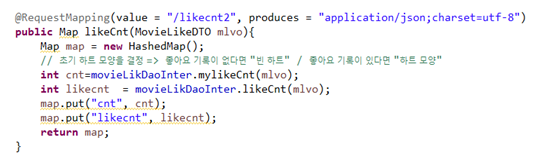 @RequestMapping(value = "/likecnt2", produces = "application/json;charset=utf-8")
public Map likeCnt(MovieLikeDTO mlvo){
Map map = new HashedMap();
// 초기 하트 모양을 결정 => 좋아요 기록이 없다면 "빈 하트" / 좋아요 기록이 있다면 "하트 모양"
int cnt=movieLikDaoInter.mylikeCnt(mlvo);
int likecnt = movieLikDaoInter.likeCnt(mlvo);
map.put("cnt", cnt);
map.put("likecnt", likecnt);
return map;
}